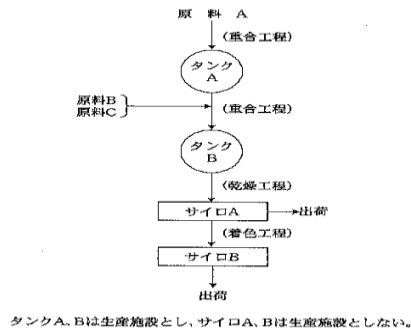 原料A
(重合工程)
タンク
A
原料B
原料C
(重合工程)
タンク
B
(乾燥工程)
サイロA
出荷
(着色工程)
サイロB
出荷
タンクA、Bは生産施設とし、サイロA、Bは生産施設としない。